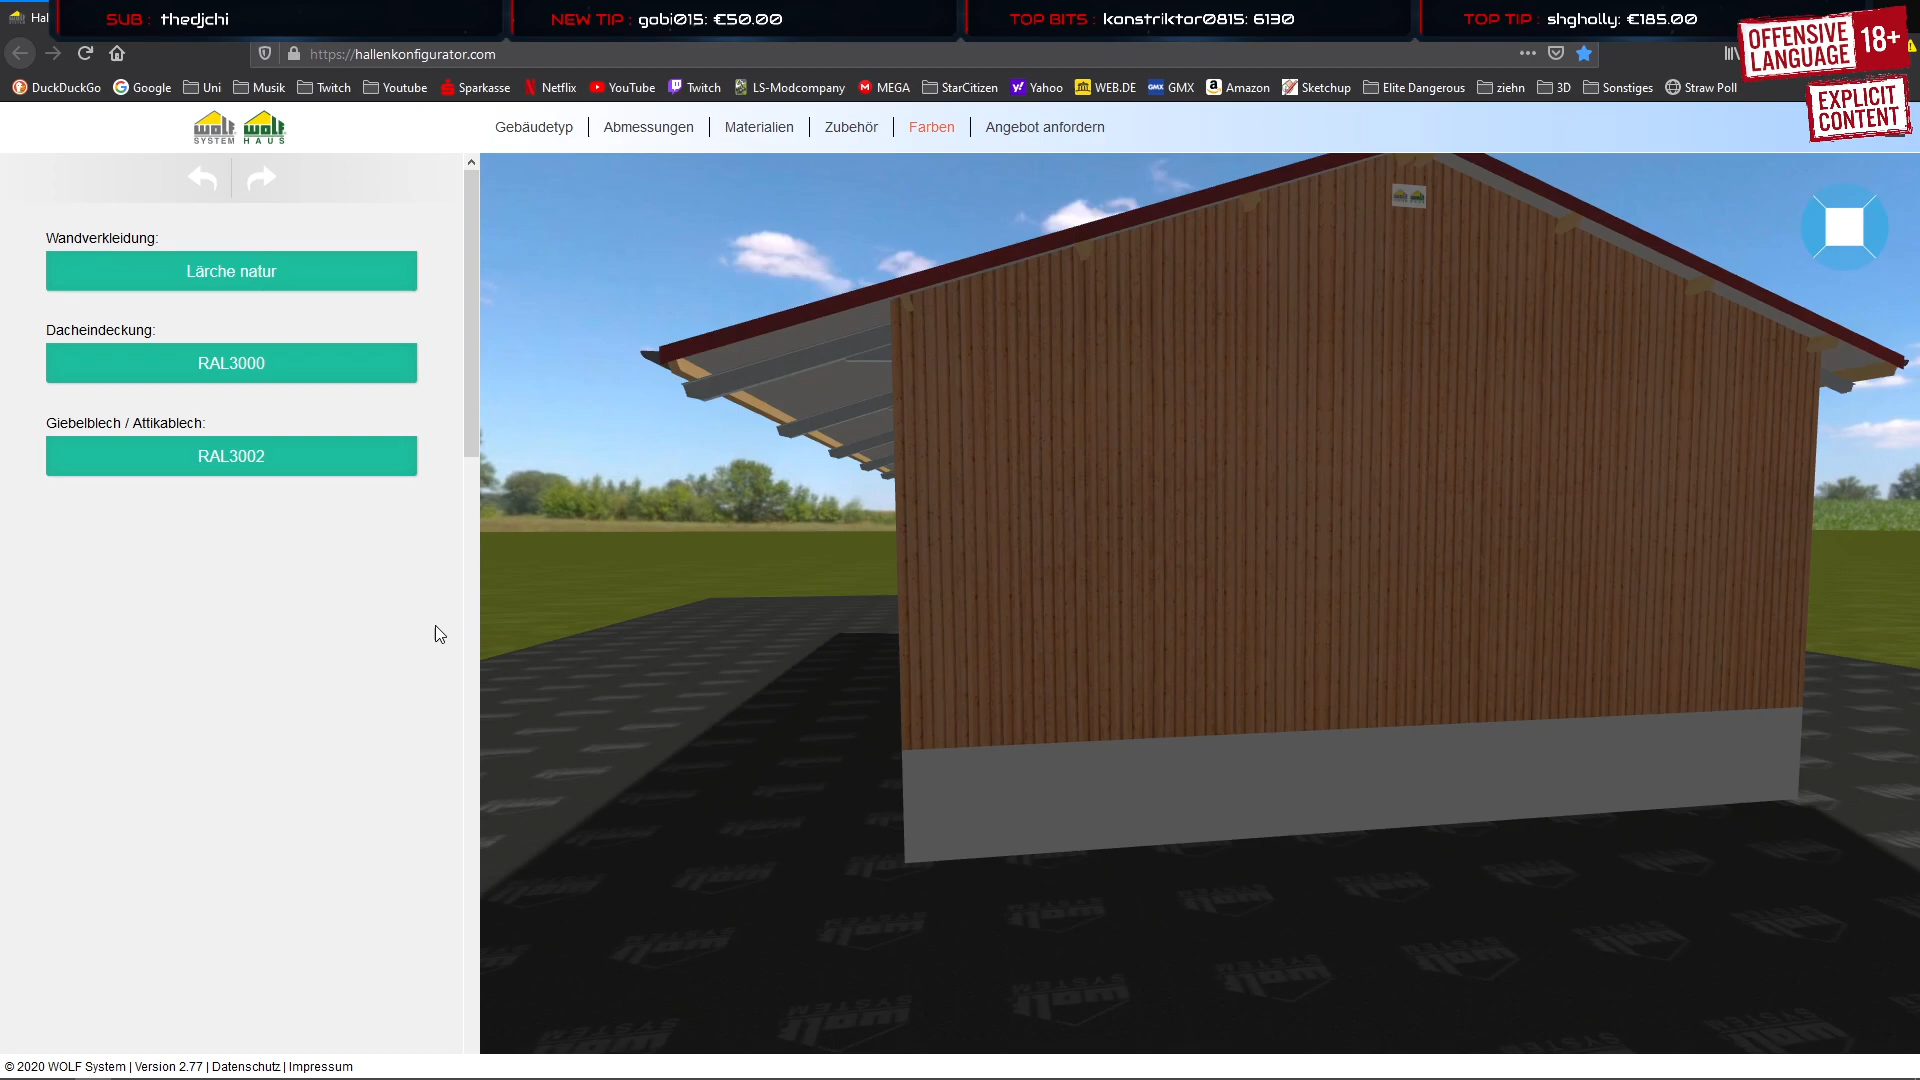 SUB : thedjchi
NEW TIP : gobi015: €50.00
TOP BITS : konstriktor0815: 6130
TOP TIP : shgholly: €185.00
Hal
OFFENSIVE LANGUAGE 18+
https://hallenkonfigurator.com
EXPLICIT CONTENT
DuckDuckGo Google Uni Musik Twitch Youtube Sparkasse Netflix YouTube Twitch LS-Modcompany MEGA StarCitizen Yahoo WEB.DE GMX Amazon Sketchup Elite Dangerous ziehn 3D Sonstiges Straw Poll
wolf SYSTEM wolf HAUS
Gebäudetyp Abmessungen Materialien Zubehör Farben Angebot anfordern
Wandverkleidung:
Lärche natur
Dacheindeckung:
RAL3000
Giebelblech / Attikablech:
RAL3002
© 2020 WOLF System | Version 2.77 | Datenschutz | Impressum